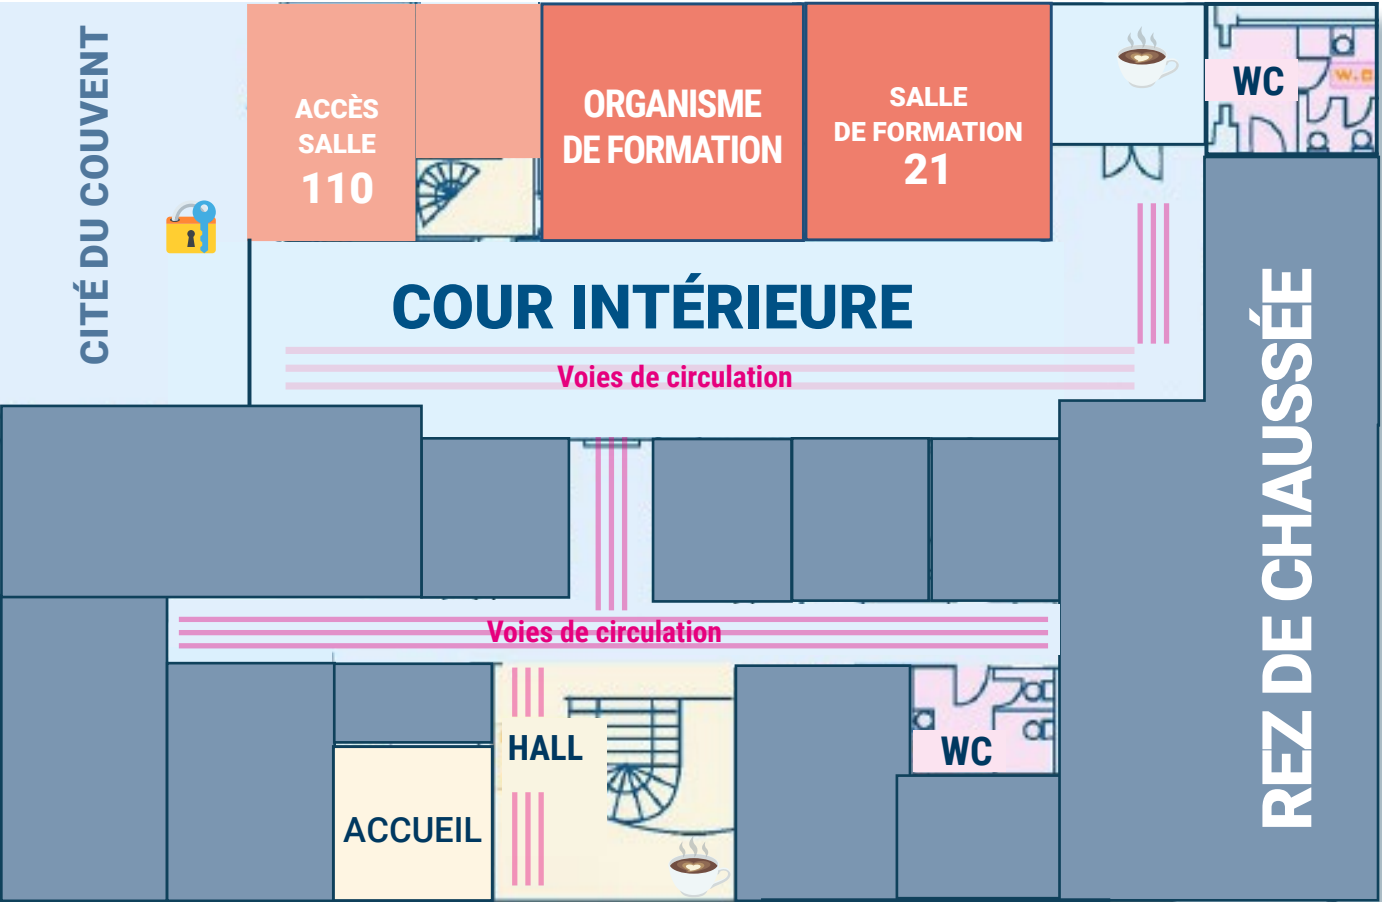 CITÉ DU COUVENT
ACCÈS
SALLE
110
ORGANISME
DE FORMATION
SALLE
DE FORMATION
21
WC
W.C
COUR INTÉRIEURE
Voies de circulation
REZ DE CHAUSSÉE
Voies de circulation
HALL
WC
ACCUEIL